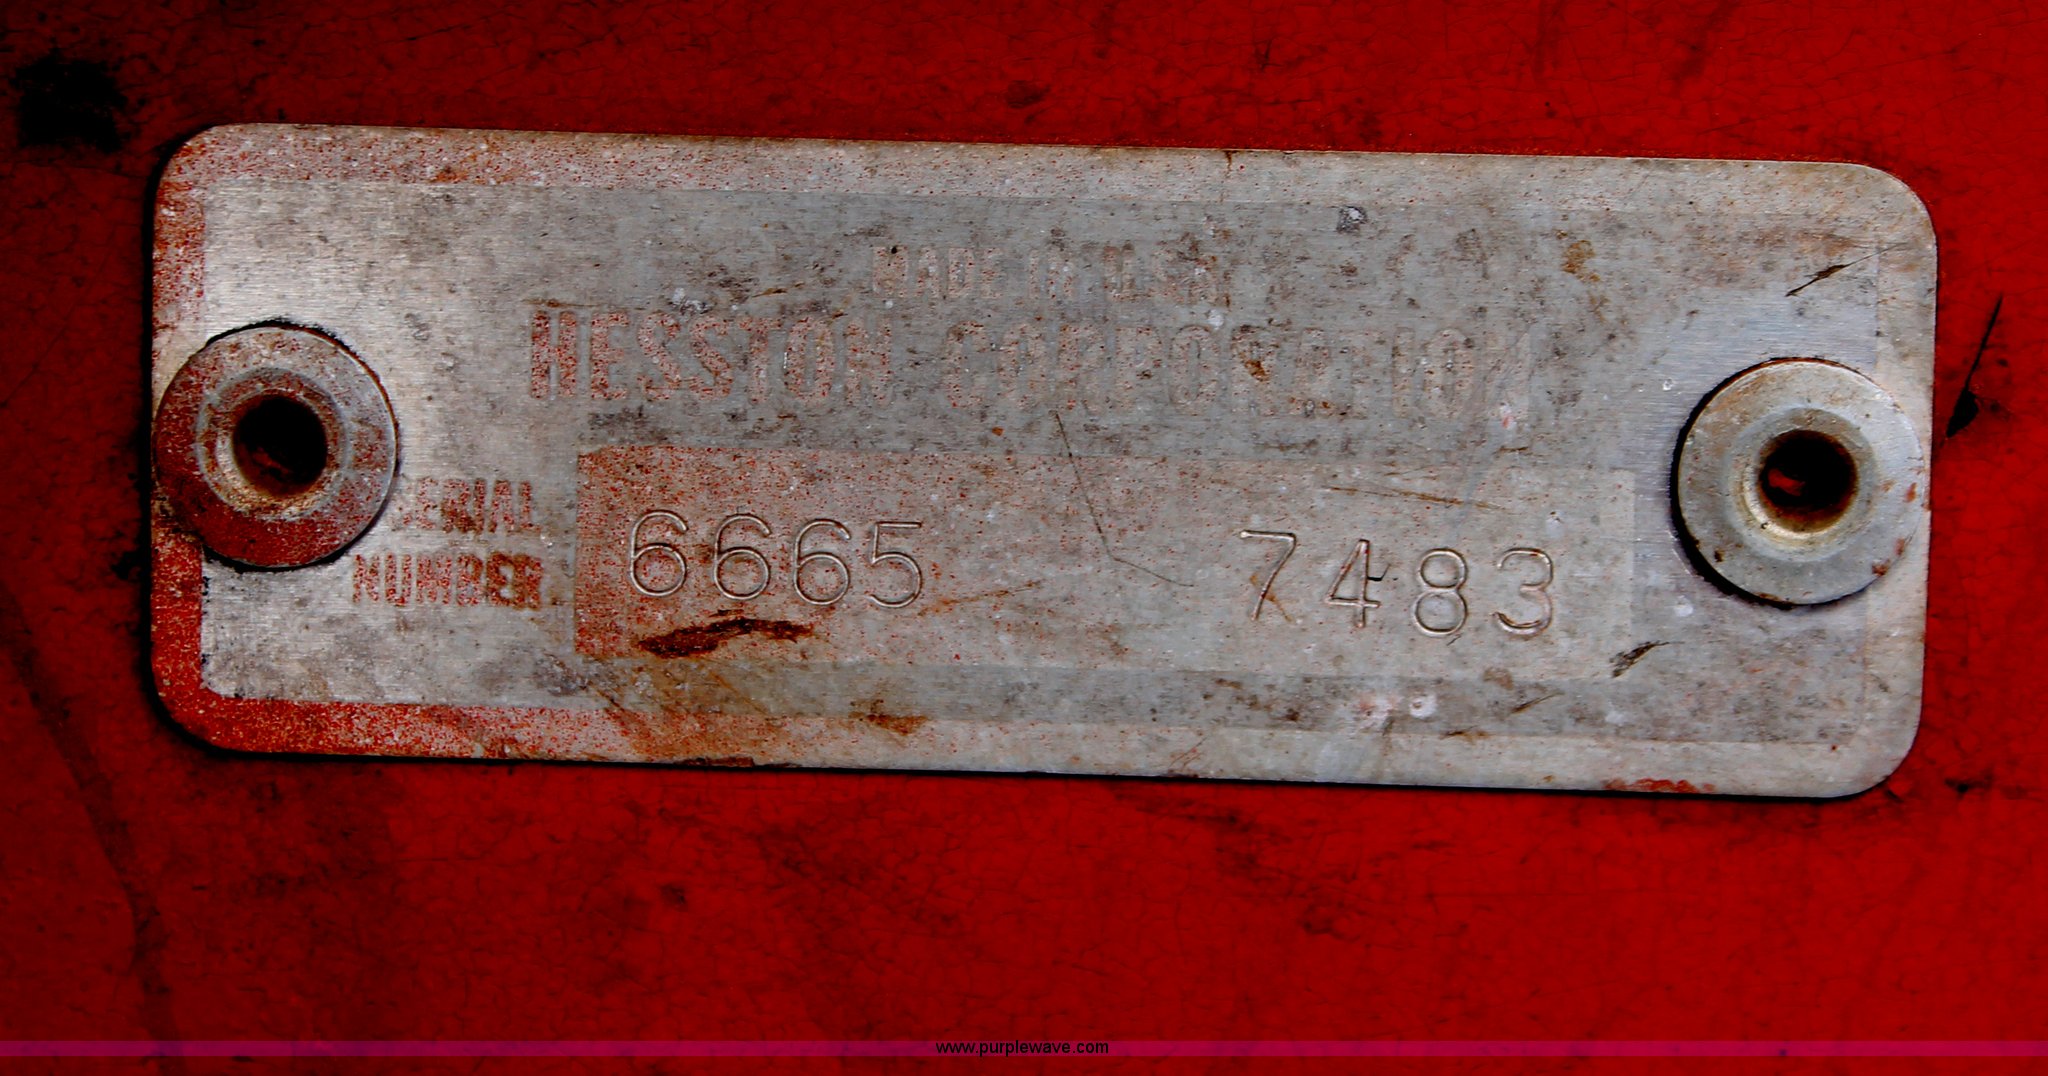 MADE IN U.S.A.
HESSTON CORPORATION
SERIAL
NUMBER
6665 7483
www.purplewave.com